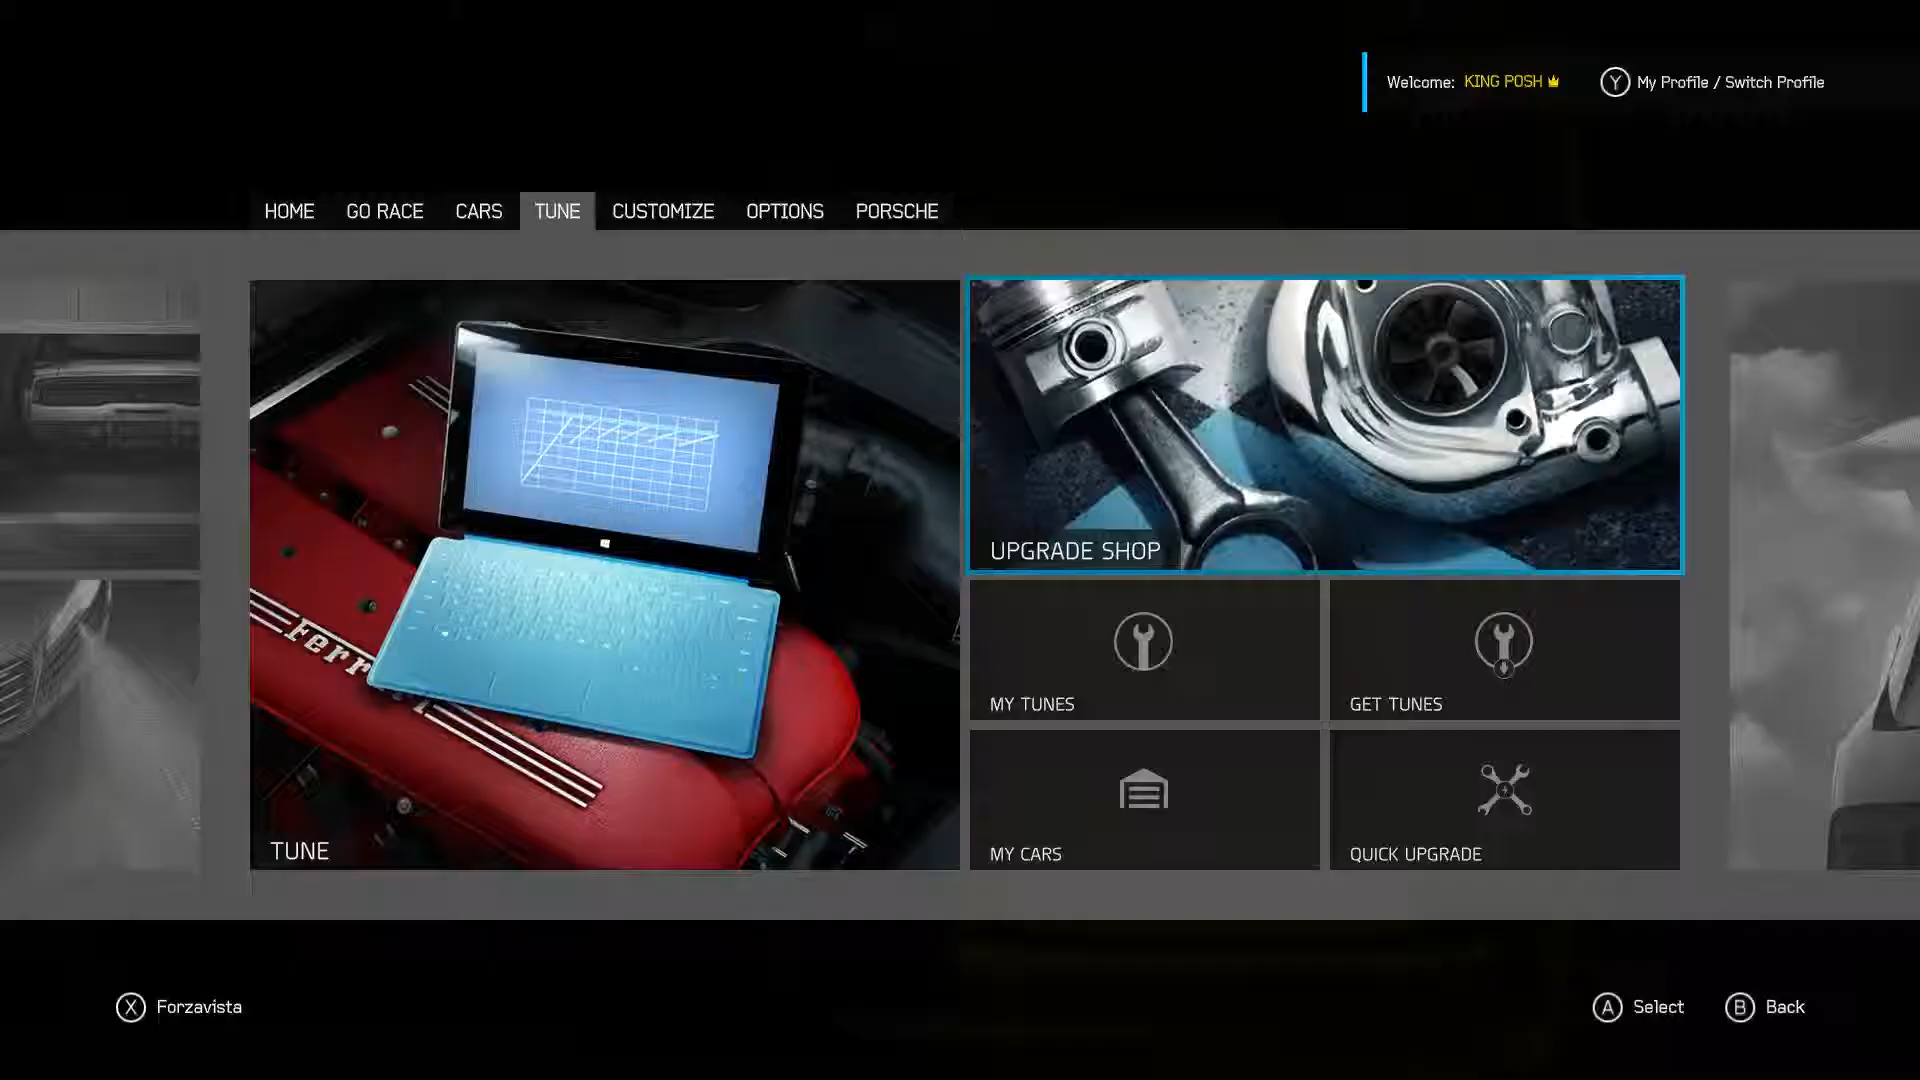 Welcome: KING POSH
Y My Profile / Switch Profile
HOME GO RACE CARS TUNE CUSTOMIZE OPTIONS PORSCHE
Ferr
TUNE
UPGRADE SHOP
MY TUNES
GET TUNES
MY CARS
QUICK UPGRADE
X Forzavista
A Select
B Back